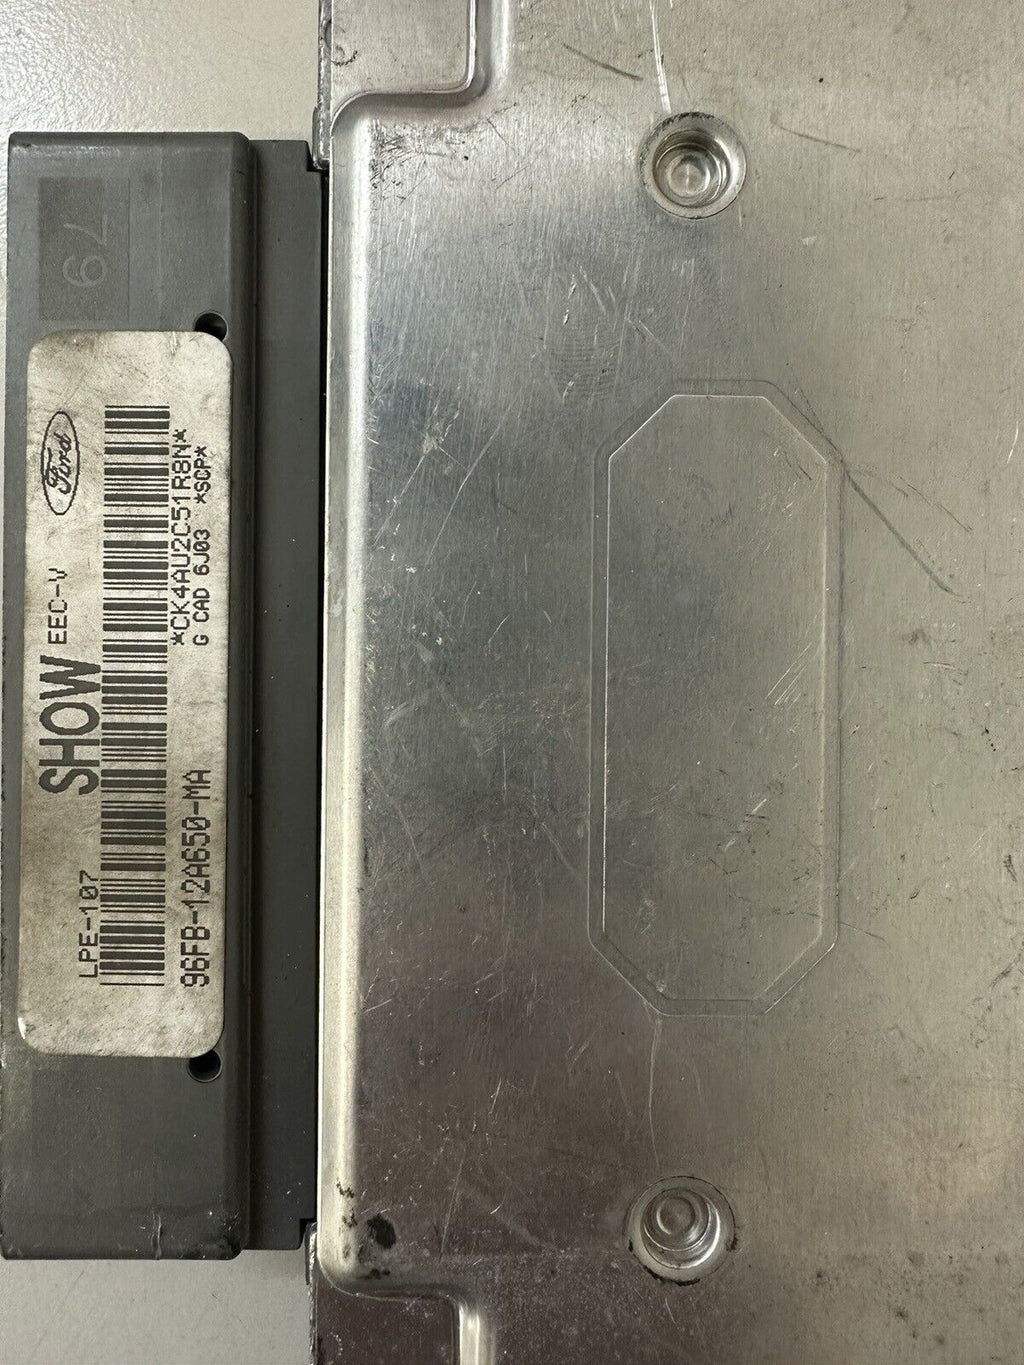 79
Ford
SHOW EEC-V
LPE-107
*CK4AU2C51R8N*
G CAD 6J03 *SCP*
96FB-12A650-MA